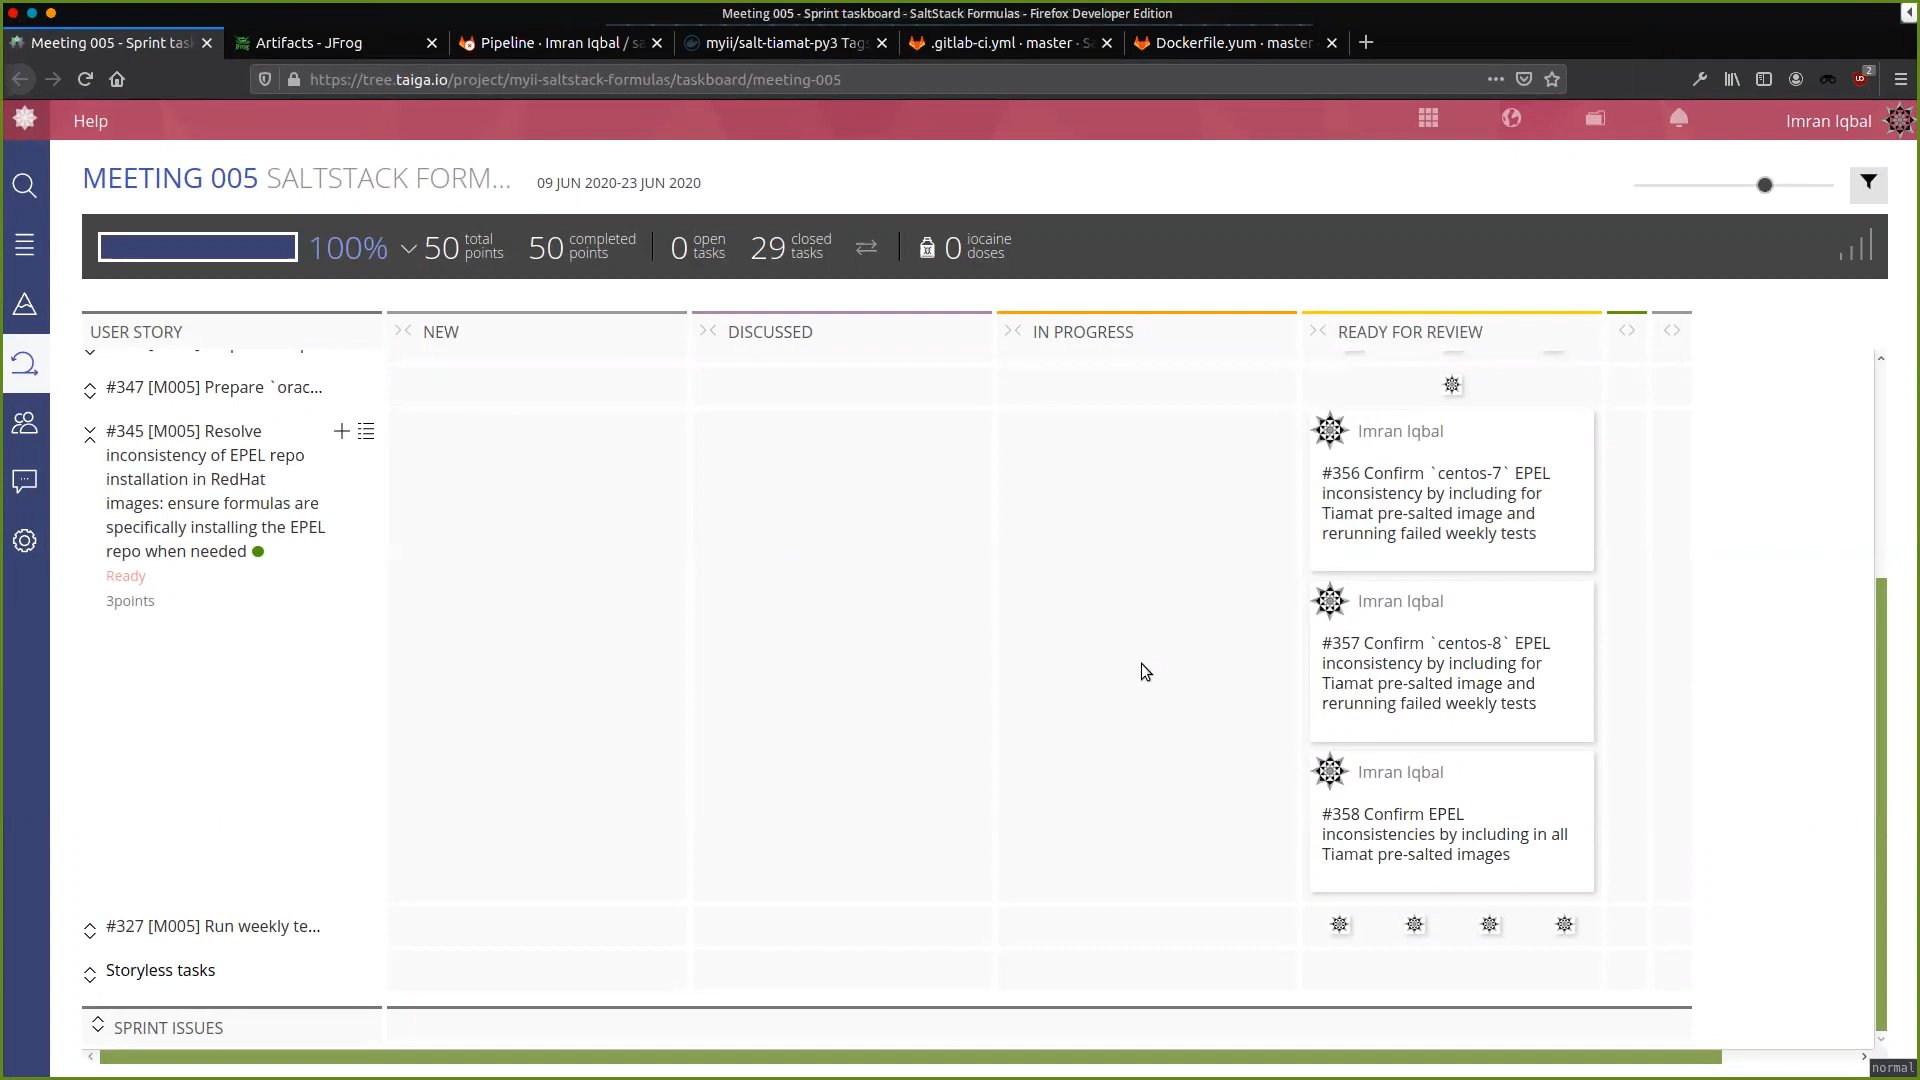 Meeting 005 - Sprint taskboard - SaltStack Formulas - Firefox Developer Edition
Meeting 005 - Sprint tas
Artifacts - JFrog
Pipeline · Imran Iqbal / sa
myii/salt-tiamat-py3 Tag
.gitlab-ci.yml · master · S
Dockerfile.yum · master
https://tree.taiga.io/project/myii-saltstack-formulas/taskboard/meeting-005
2
Help
Imran Iqbal
MEETING 005 SALTSTACK FORM... 09 JUN 2020-23 JUN 2020
100% 50 total points 50 completed points 0 open tasks 29 closed tasks 0 iocaine doses
USER STORY
NEW
DISCUSSED
IN PROGRESS
READY FOR REVIEW
#347 [M005] Prepare `orac...
#345 [M005] Resolve
inconsistency of EPEL repo
installation in RedHat
images: ensure formulas are
specifically installing the EPEL
repo when needed
Ready
3points
Imran Iqbal
#356 Confirm `centos-7` EPEL
inconsistency by including for
Tiamat pre-salted image and
rerunning failed weekly tests
Imran Iqbal
#357 Confirm `centos-8` EPEL
inconsistency by including for
Tiamat pre-salted image and
rerunning failed weekly tests
Imran Iqbal
#358 Confirm EPEL
inconsistencies by including in all
Tiamat pre-salted images
#327 [M005] Run weekly te...
Storyless tasks
SPRINT ISSUES
normal